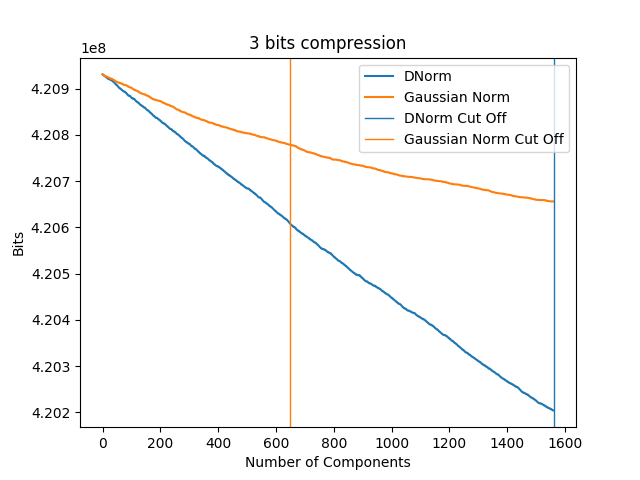 3 bits compression
1e8
4.209
4.208
4.207
4.206
4.205
4.204
4.203
4.202
Bits
DNorm
Gaussian Norm
DNorm Cut Off
Gaussian Norm Cut Off
0 200 400 600 800 1000 1200 1400 1600
Number of Components